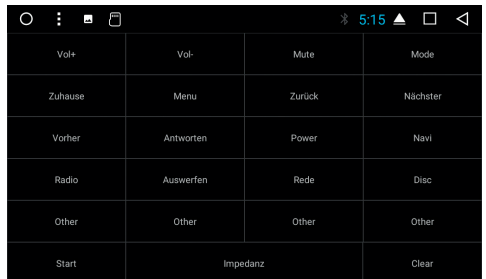 5:15
Vol+ Vol- Mute Mode
Zuhause Menu Zurück Nächster
Vorher Antworten Power Navi
Radio Auswerfen Rede Disc
Other Other Other Other
Start Impedanz Clear